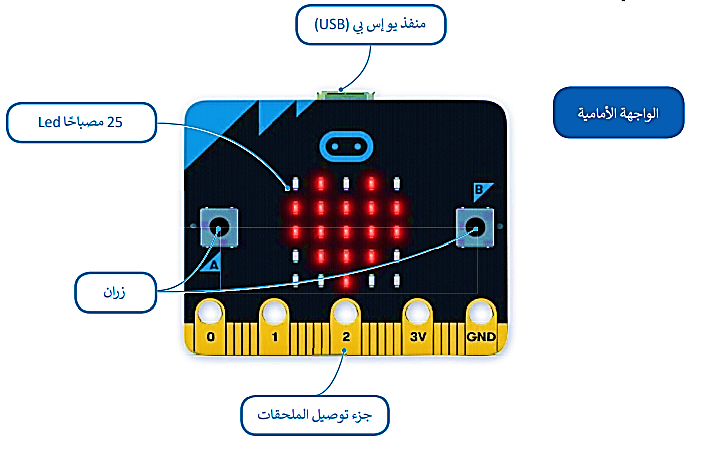 منفذ يو إس بي (USB)
الواجهة الأمامية
25 مصباحًا Led
B
A
زران
0
1
2
3V
GND
جزء توصيل الملحقات